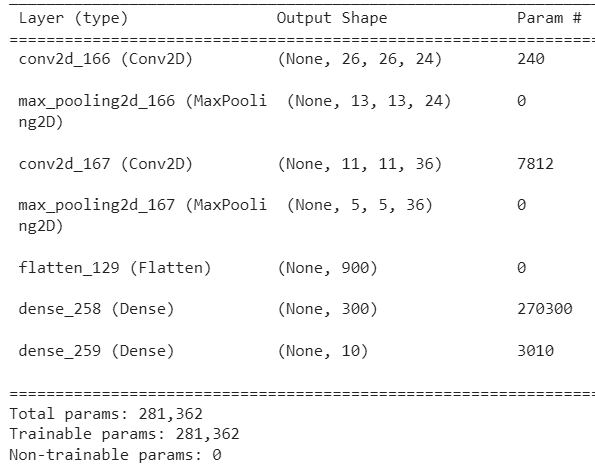 Layer (type) Output Shape Param #
=================================================================
conv2d_166 (Conv2D) (None, 26, 26, 24) 240
max_pooling2d_166 (MaxPooli (None, 13, 13, 24) 0
ng2D)
conv2d_167 (Conv2D) (None, 11, 11, 36) 7812
max_pooling2d_167 (MaxPooli (None, 5, 5, 36) 0
ng2D)
flatten_129 (Flatten) (None, 900) 0
dense_258 (Dense) (None, 300) 270300
dense_259 (Dense) (None, 10) 3010
=================================================================
Total params: 281,362
Trainable params: 281,362
Non-trainable params: 0